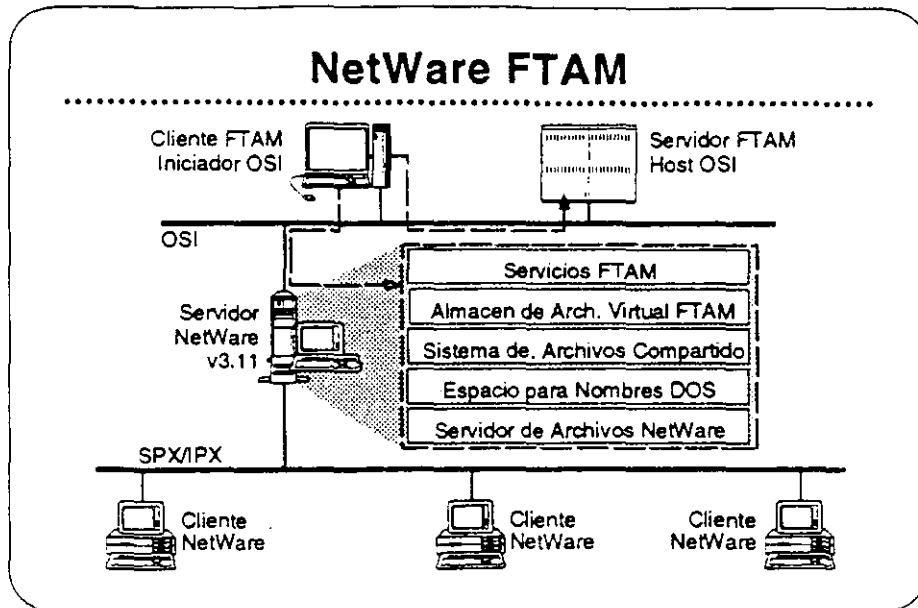 NetWare FTAM
Cliente FTAM
Iniciador OSI
Servidor FTAM
Host OSI
OSI
Servidor
NetWare
v3.11
Servicios FTAM
Almacen de Arch. Virtual FTAM
Sistema de. Archivos Compartido
Espacio para Nombres DOS
Servidor de Archivos NetWare
SPX/IPX
Cliente
NetWare
Cliente
NetWare
Cliente
NetWare